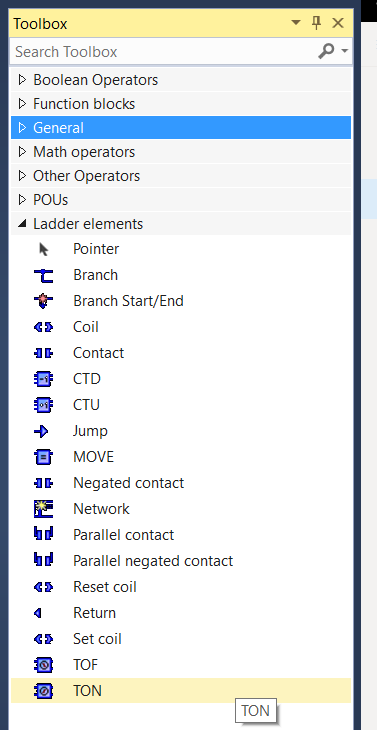 Toolbox
Search Toolbox
Boolean Operators
Function blocks
General
Math operators
Other Operators
POUs
Ladder elements
Pointer
Branch
Branch Start/End
Coil
Contact
CTD
CTU
Jump
MOVE
Negated contact
Network
Parallel contact
Parallel negated contact
Reset coil
Return
Set coil
TOF
TON
TON